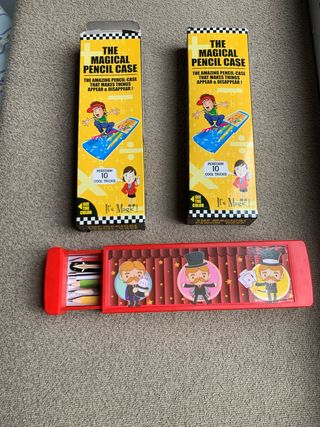 THE
MAGICAL
PENCIL CASE
THE AMAZING PENCIL-CASE
THAT MAKES THINGS
APPEAR & DISAPPEAR !
PERFORM
10
COOL TRICKS
It's Magic!
THE
MAGICAL
PENCIL CASE
THE AMAZING PENCIL-CASE
THAT MAKES THINGS
APPEAR & DISAPPEAR !
PERFORM
10
COOL TRICKS
It's Magic!